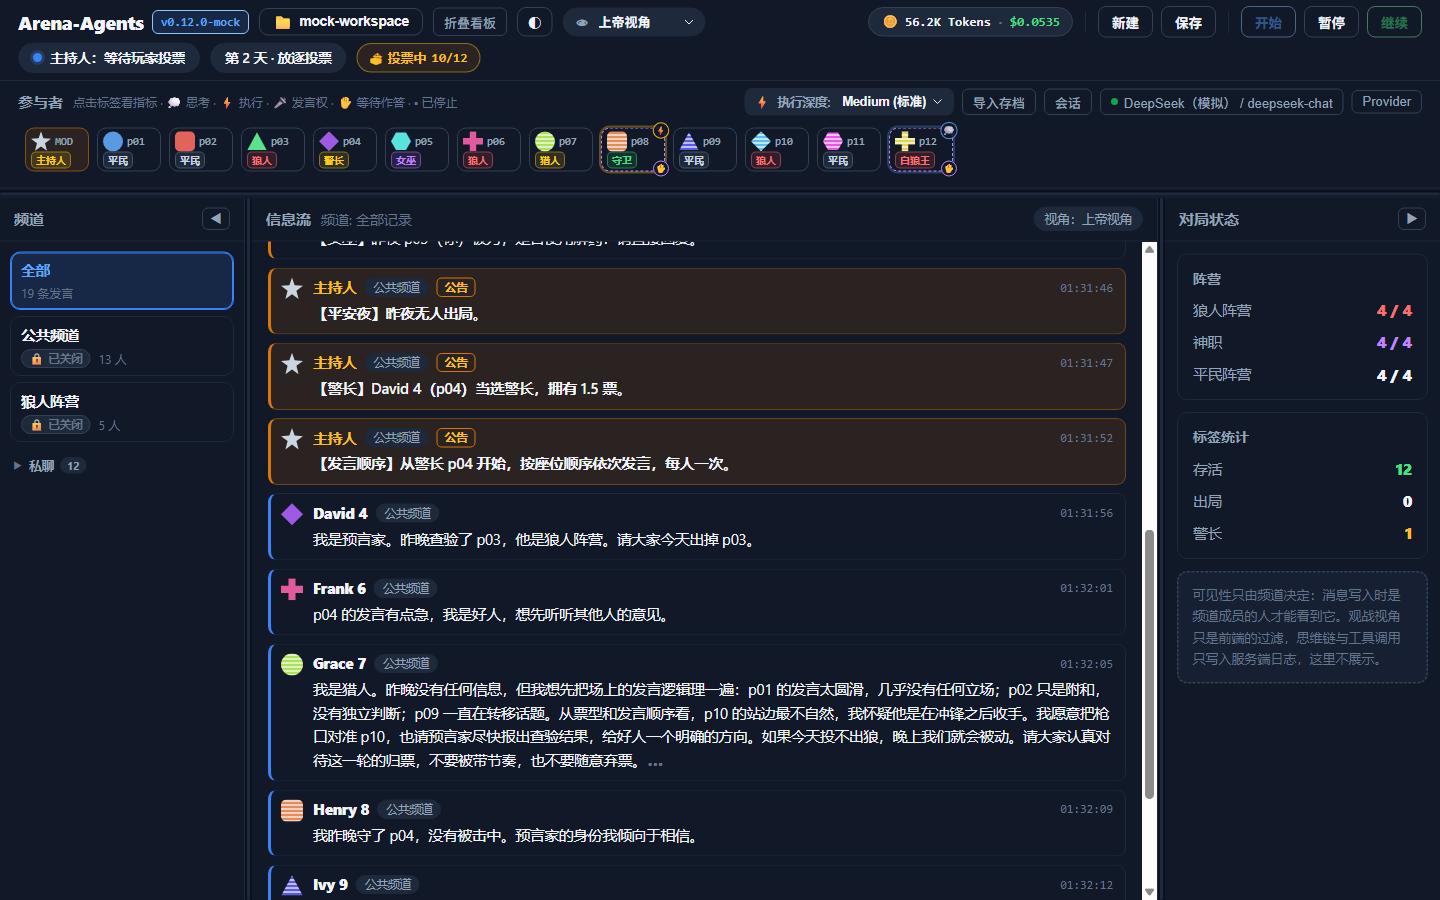 Arena-Agents v0.12.0-mock mock-workspace 折叠看板 上帝视角 56.2K Tokens · $0.0535 新建 保存 开始 暂停 继续
主持人：等待玩家投票 第 2 天 · 放逐投票 投票中 10/12
参与者 点击标签看指标 · 思考 · 执行 · 发言权 · 等待作答 · 已停止 执行深度: Medium (标准) 导入存档 会话 DeepSeek（模拟） / deepseek-chat Provider
MOD p01 p02 p03 p04 p05 p06 p07 p08 p09 p10 p11 p12
主持人 平民 平民 狼人 警长 女巫 狼人 猎人 守卫 平民 狼人 平民 白狼王
频道
全部
19 条发言
公共频道
已关闭 13 人
狼人阵营
已关闭 5 人
私聊 12
信息流 频道: 全部记录 视角：上帝视角
主持人 公共频道 公告 01:31:46
【平安夜】昨夜无人出局。
主持人 公共频道 公告 01:31:47
【警长】David 4（p04）当选警长，拥有 1.5 票。
主持人 公共频道 公告 01:31:52
【发言顺序】从警长 p04 开始，按座位顺序依次发言，每人一次。
David 4 公共频道 01:31:56
我是预言家。昨晚查验了 p03，他是狼人阵营。请大家今天出掉 p03。
Frank 6 公共频道 01:32:01
p04 的发言有点急，我是好人，想先听听其他人的意见。
Grace 7 公共频道 01:32:05
我是猎人。昨晚没有任何信息，但我想先把场上的发言逻辑理一遍：p01 的发言太圆滑，几乎没有任何立场；p02 只是附和，
没有独立判断；p09 一直在转移话题。从票型和发言顺序看，p10 的站边最不自然，我怀疑他是在冲锋之后收手。我愿意把枪
口对准 p10，也请预言家尽快报出查验结果，给好人一个明确的方向。如果今天投不出狼，晚上我们就会被动。请大家认真对
待这一轮的归票，不要被带节奏，也不要随意弃票。 ...
Henry 8 公共频道 01:32:09
我昨晚守了 p04，没有被击中。预言家的身份我倾向于相信。
Ivy 9 公共频道 01:32:12
对局状态
阵营
狼人阵营 4 / 4
神职 4 / 4
平民阵营 4 / 4
标签统计
存活 12
出局 0
警长 1
可见性只由频道决定：消息写入时是
频道成员的人才能看到它。观战视角
只是前端的过滤，思维链与工具调用
只写入服务端日志，这里不展示。